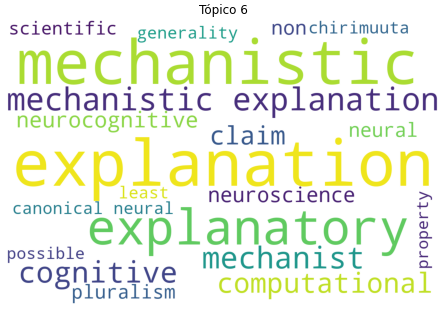 Tópico 6
scientific generality non chirimuuta
mechanistic
mechanistic explanation
neurocognitive claim neural
explanation
least neuroscience
canonical neural
explanatory property
possible mechanist
cognitive computational
pluralism